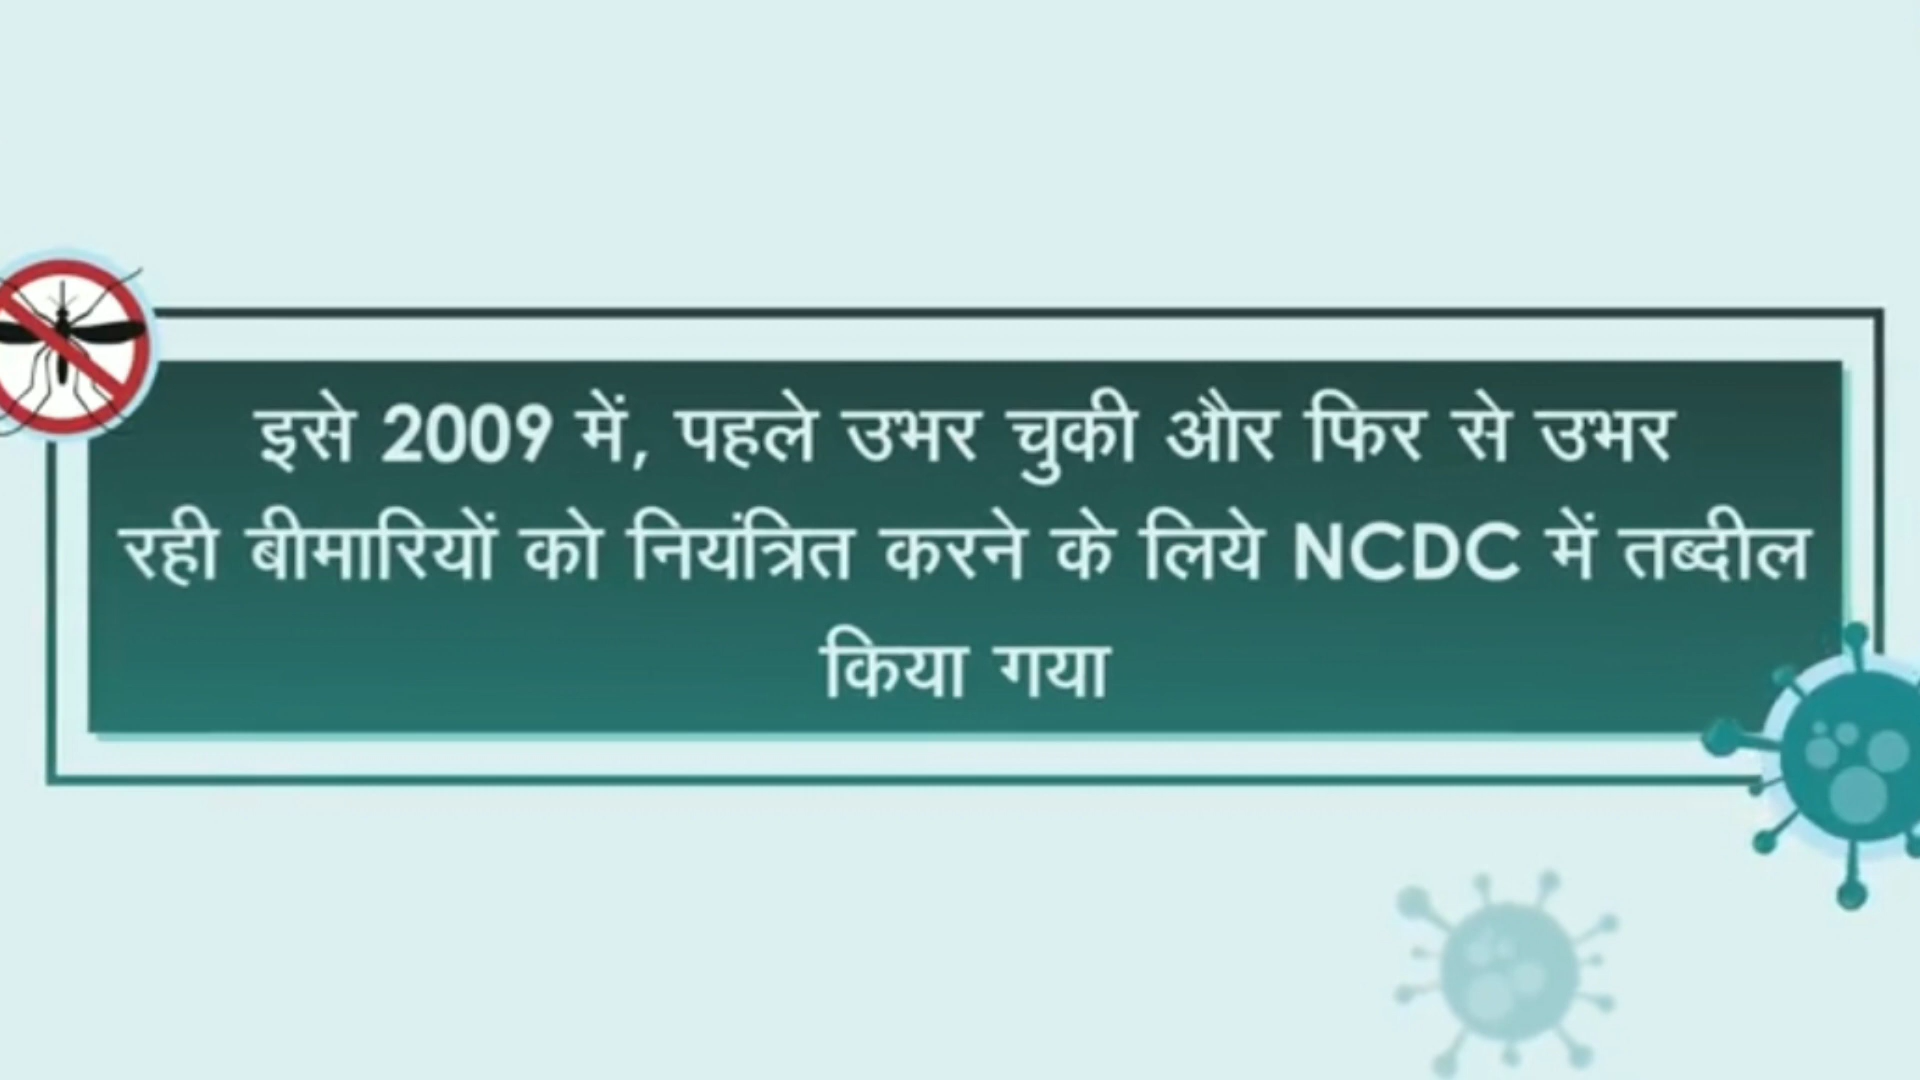 इसे 2009 में, पहले उभर चुकी और फिर से उभर
रही बीमारियों को नियंत्रित करने के लिये NCDC में तब्दील
किया गया